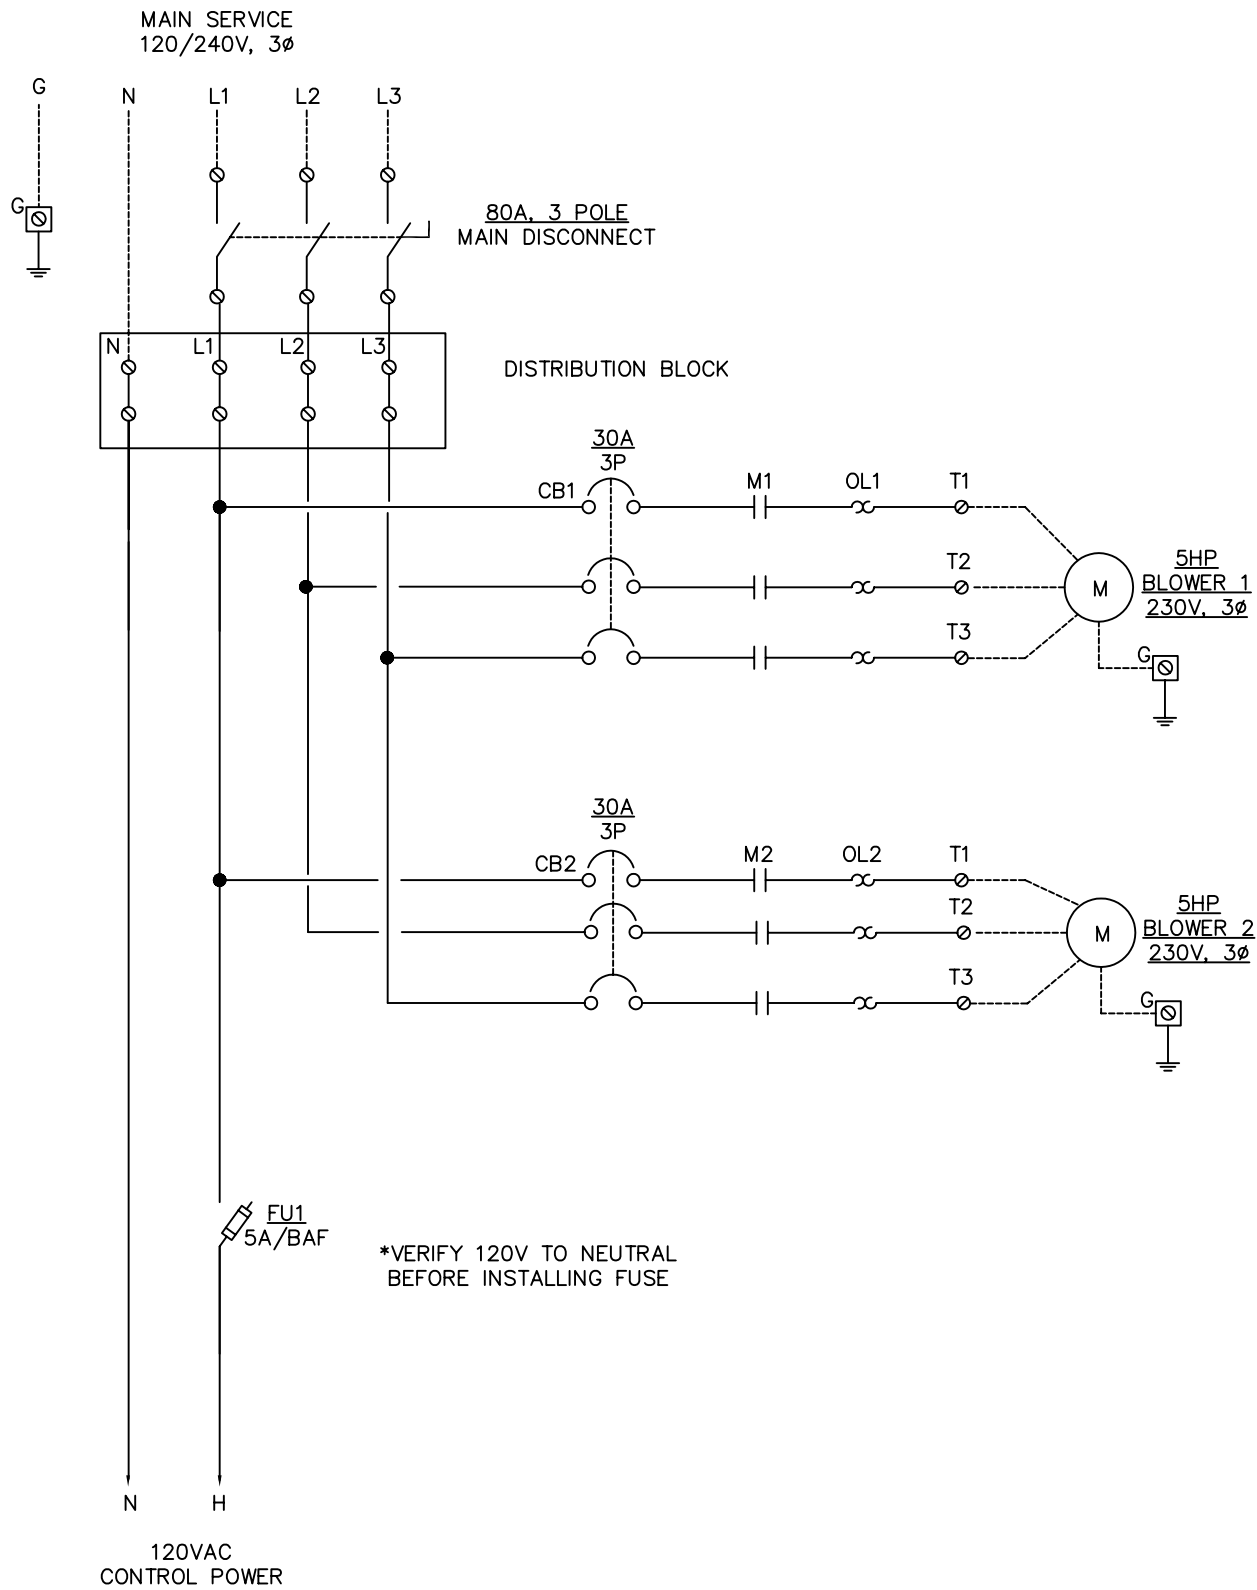 MAIN SERVICE
120/240V, 3ø
G
N
L1
L2
L3
G
80A, 3 POLE
MAIN DISCONNECT
N
L1
L2
L3
DISTRIBUTION BLOCK
30A
3P
CB1
M1
OL1
T1
T2
T3
M
5HP
BLOWER 1
230V, 3ø
G
30A
3P
CB2
M2
OL2
T1
T2
T3
M
5HP
BLOWER 2
230V, 3ø
G
FU1
5A/BAF
*VERIFY 120V TO NEUTRAL
BEFORE INSTALLING FUSE
N
H
120VAC
CONTROL POWER